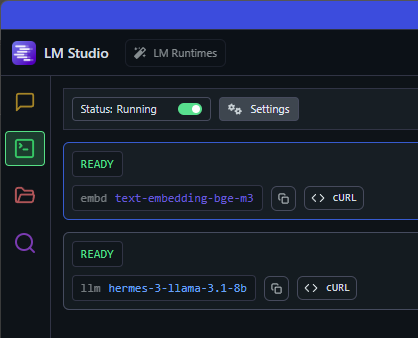 LM Studio
LM Runtimes
Status: Running
Settings
READY
embd text-embedding-bge-m3
cURL
READY
llm hermes-3-llama-3.1-8b
cURL